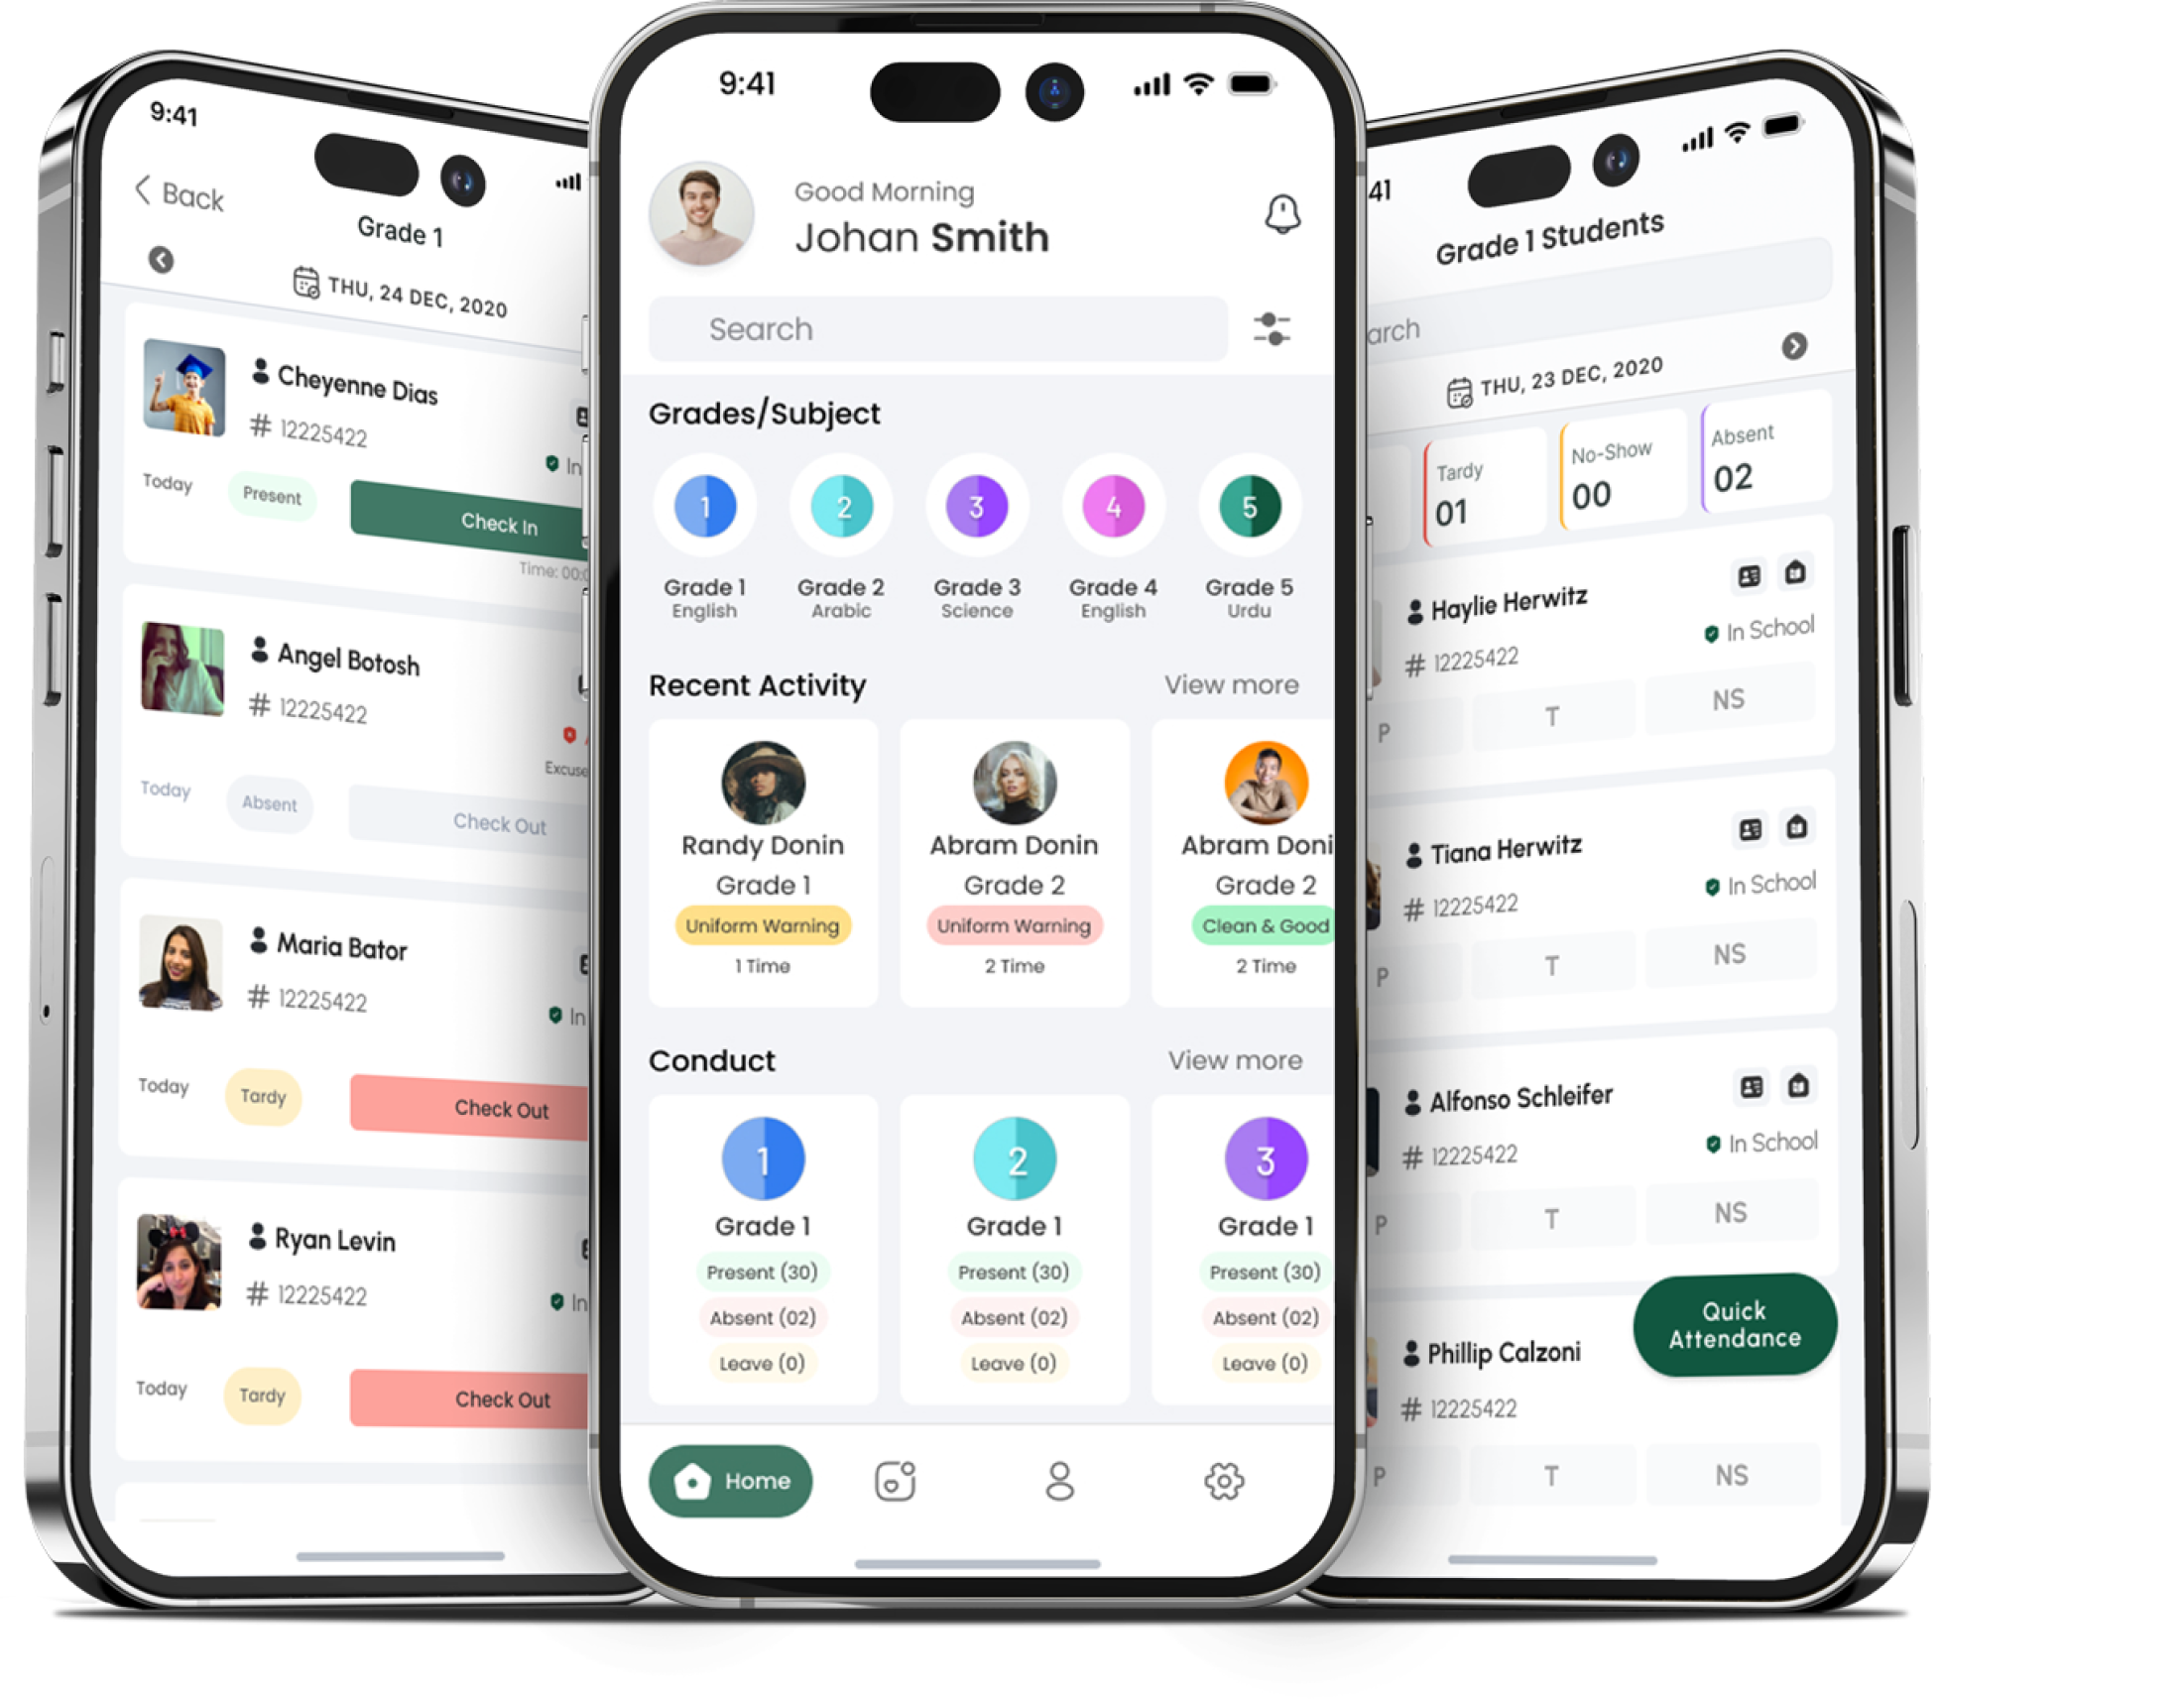 9:41
Back
Grade 1
THU, 24 DEC, 2020
Cheyenne Dias
# 12225422
In
Today
Present
Check In
Time: 00:0
Angel Botosh
# 12225422
Excuse
Today
Absent
Check Out
Maria Bator
# 12225422
In
Today
Tardy
Check Out
Ryan Levin
# 12225422
In
Today
Tardy
Check Out
9:41
Good Morning
Johan Smith
Search
Grades/Subject
1 2 3 4 5
Grade 1 Grade 2 Grade 3 Grade 4 Grade 5
English Arabic Science English Urdu
Recent Activity View more
Randy Donin Abram Donin Abram Doni
Grade 1 Grade 2 Grade 2
Uniform Warning Uniform Warning Clean & Good
1 Time 2 Time 2 Time
Conduct View more
1 2 3
Grade 1 Grade 1 Grade 1
Present (30) Present (30) Present (30)
Absent (02) Absent (02) Absent (02)
Leave (0) Leave (0) Leave (0)
Home
41
Grade 1 Students
arch
THU, 23 DEC, 2020
Tardy No-Show Absent
01 00 02
Haylie Herwitz
# 12225422
In School
P T NS
Tiana Herwitz
# 12225422
In School
P T NS
Alfonso Schleifer
# 12225422
In School
P T NS
Quick
Attendance
Phillip Calzoni
# 12225422
P T NS